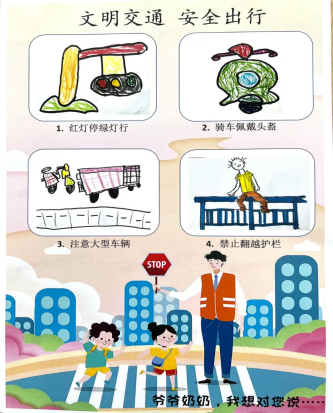 文明交通 安全出行
1. 红灯停绿灯行
2. 骑车佩戴头盔
3. 注意大型车辆
4. 禁止翻越护栏
STOP
爷爷奶奶，我想对您说……